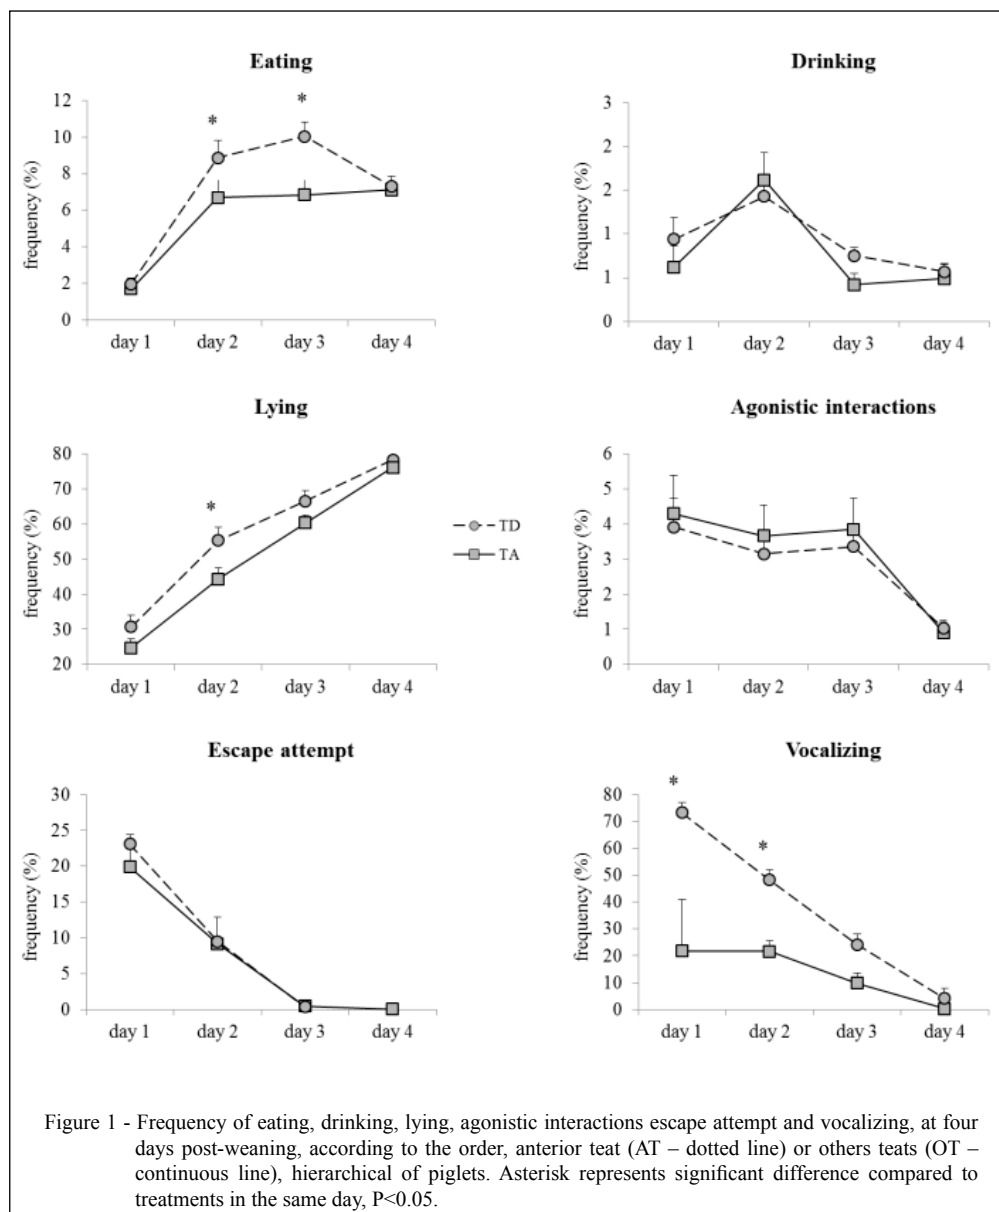 Eating
frequency (%)
12
10
8
6
4
2
0
*
*
day 1 day 2 day 3 day 4
Drinking
frequency (%)
3
2
2
1
1
0
day 1 day 2 day 3 day 4
Lying
frequency (%)
80
70
60
50
40
30
20
*
day 1 day 2 day 3 day 4
TD
TA
Agonistic interactions
frequency (%)
6
5
4
3
2
1
0
day 1 day 2 day 3 day 4
Escape attempt
frequency (%)
30
25
20
15
10
5
0
day 1 day 2 day 3 day 4
Vocalizing
frequency (%)
80
70
60
50
40
30
20
10
0
*
*
day 1 day 2 day 3 day 4
Figure 1 - Frequency of eating, drinking, lying, agonistic interactions escape attempt and vocalizing, at four
days post-weaning, according to the order, anterior teat (AT – dotted line) or others teats (OT –
continuous line), hierarchical of piglets. Asterisk represents significant difference compared to
treatments in the same day, P<0.05.